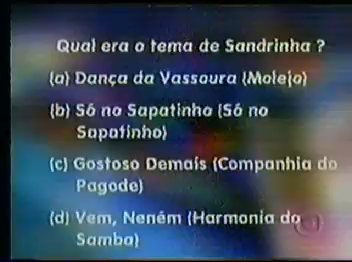 Qual era o tema de Sandrinha ?
(a) Dança da Vassoura (Molejo)
(b) Só no Sapatinho (Só no
Sapatinho)
(c) Gostoso Demais (Companhia do
Pagode)
(d) Vem, Neném (Harmonia do
Samba)